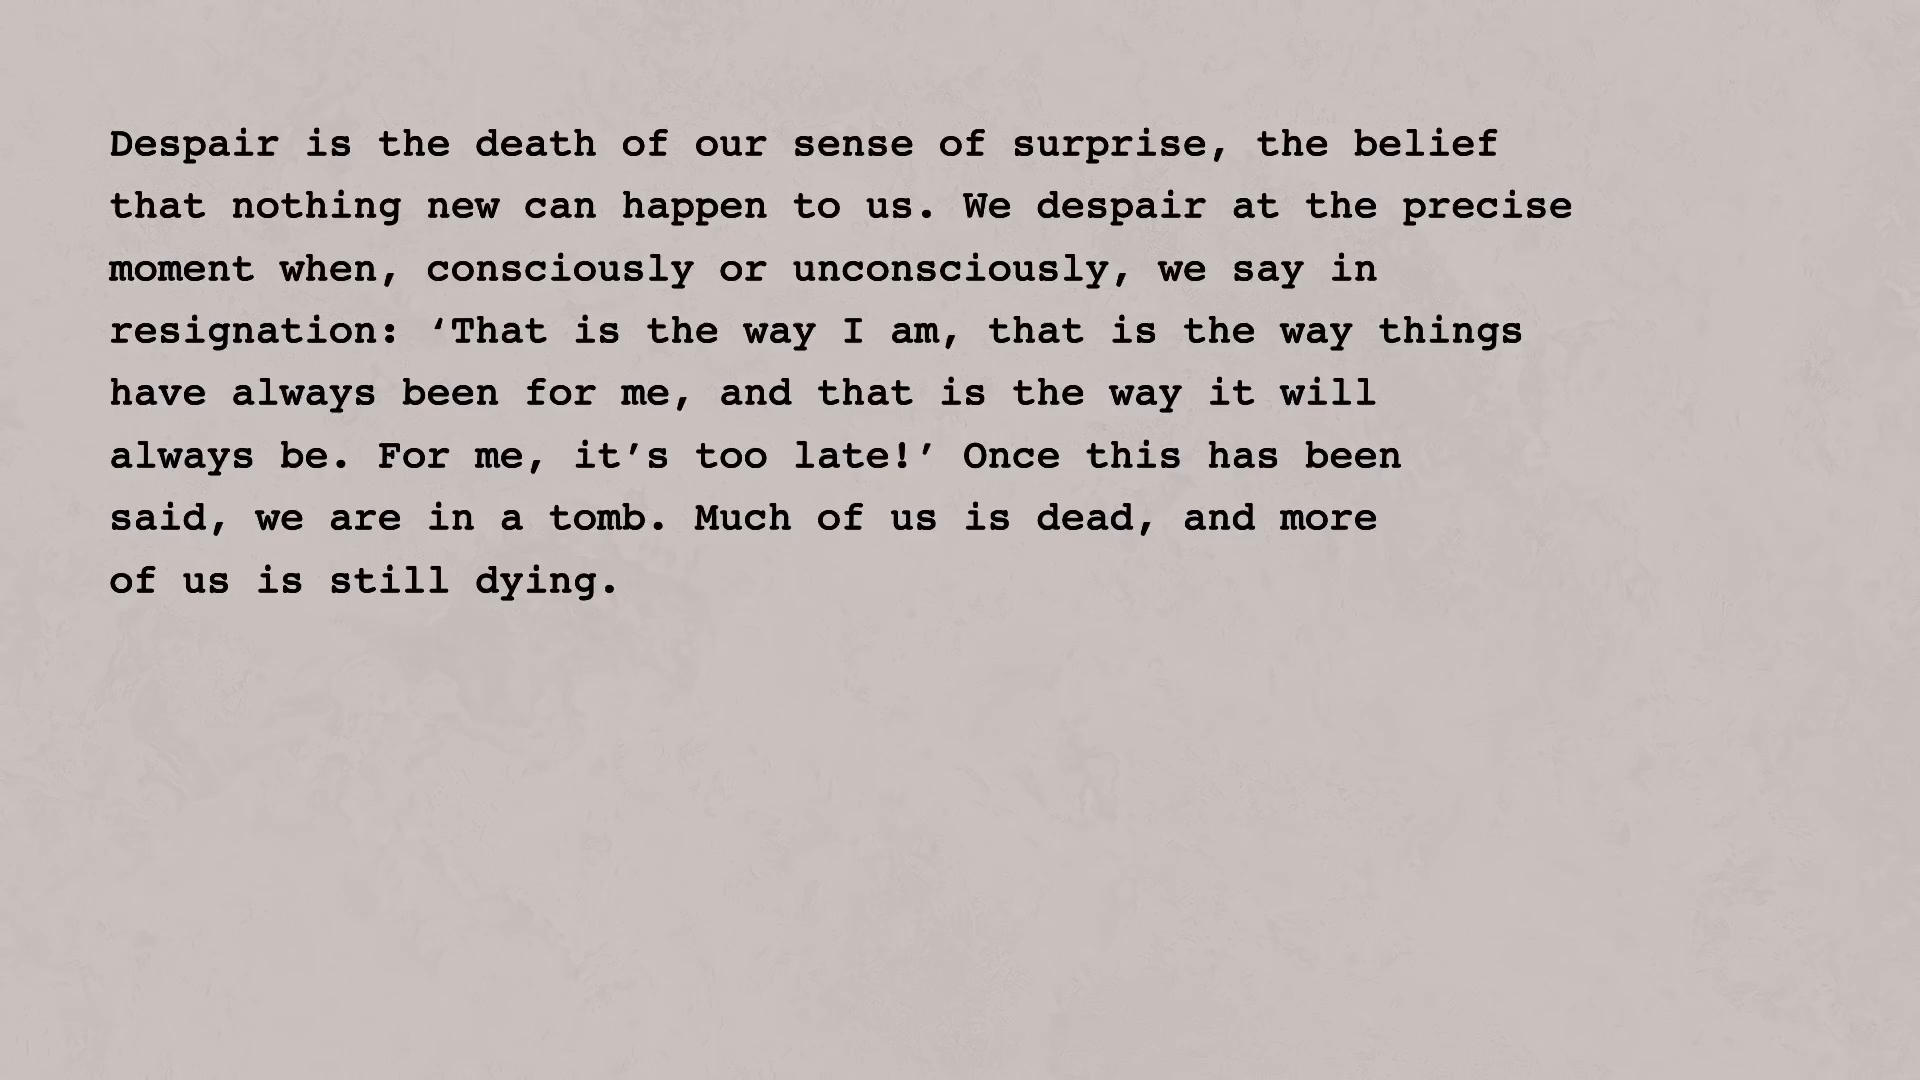 Despair is the death of our sense of surprise, the belief
that nothing new can happen to us. We despair at the precise
moment when, consciously or unconsciously, we say in
resignation: ‘That is the way I am, that is the way things
have always been for me, and that is the way it will
always be. For me, it’s too late!’ Once this has been
said, we are in a tomb. Much of us is dead, and more
of us is still dying.